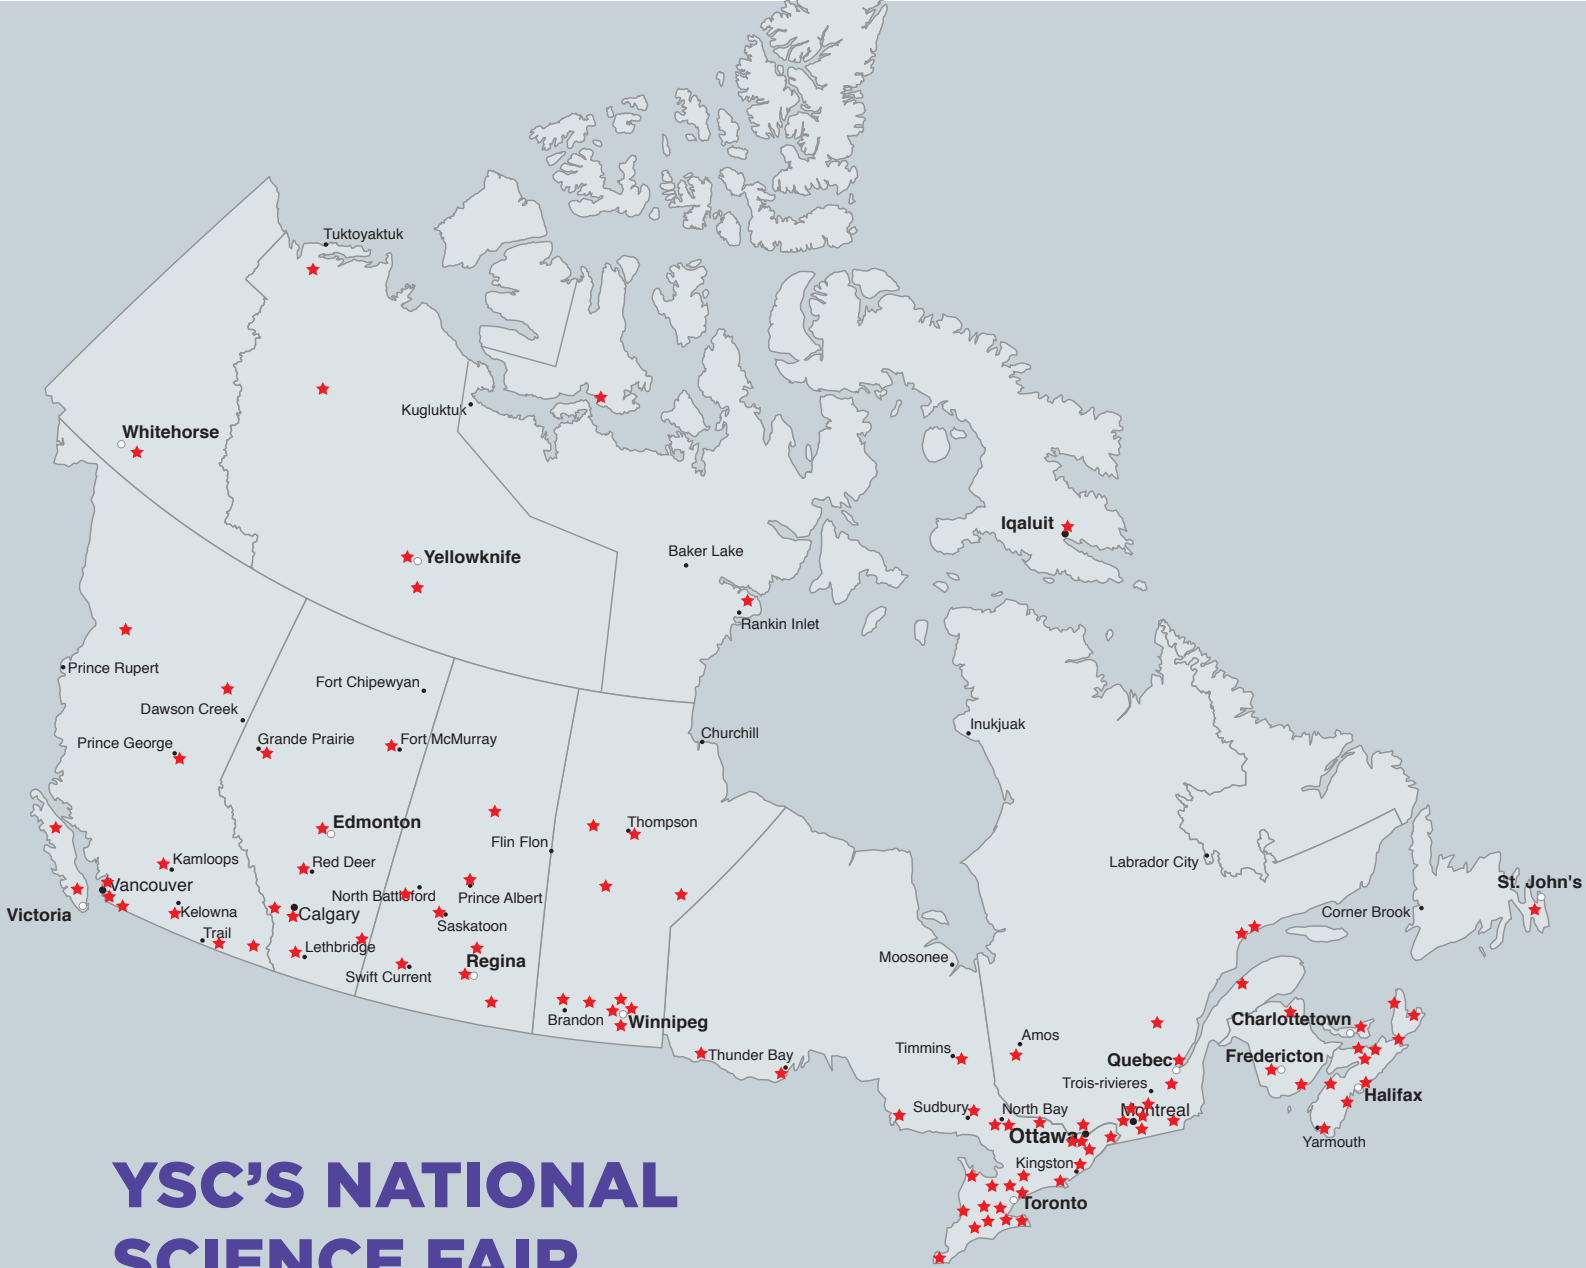 Tuktoyaktuk
Kugluktuk
Whitehorse
Iqaluit
Yellowknife
Baker Lake
Rankin Inlet
Prince Rupert
Fort Chipewyan
Dawson Creek
Inukjuak
Churchill
Prince George
Grande Prairie
Fort McMurray
Edmonton
Thompson
Flin Flon
Kamloops
Red Deer
Labrador City
Vancouver
North Battleford
Prince Albert
St. John's
Victoria
Kelowna
Calgary
Corner Brook
Saskatoon
Trail
Lethbridge
Regina
Moosonee
Swift Current
Brandon
Winnipeg
Charlottetown
Amos
Timmins
Thunder Bay
Quebec
Fredericton
Trois-rivieres
Halifax
Sudbury
North Bay
Montreal
Ottawa
Yarmouth
Kingston
Toronto
YSC’S NATIONAL
SCIENCE FAIR